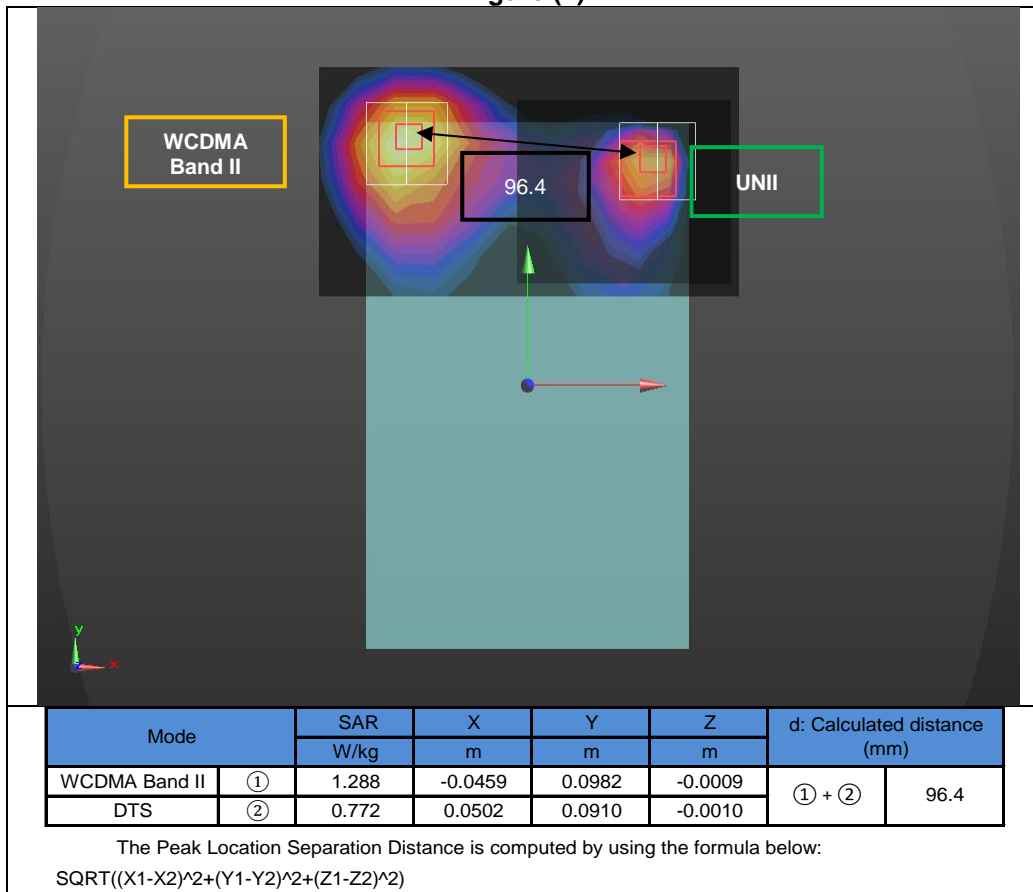 WCDMA
Band II
96.4
UNII
y
z
x
Mode SAR X Y Z d: Calculated distance
(mm)
W/kg m m m
WCDMA Band II ① 1.288 -0.0459 0.0982 -0.0009 ① + ② 96.4
DTS ② 0.772 0.0502 0.0910 -0.0010
The Peak Location Separation Distance is computed by using the formula below:
SQRT((X1-X2)^2+(Y1-Y2)^2+(Z1-Z2)^2)